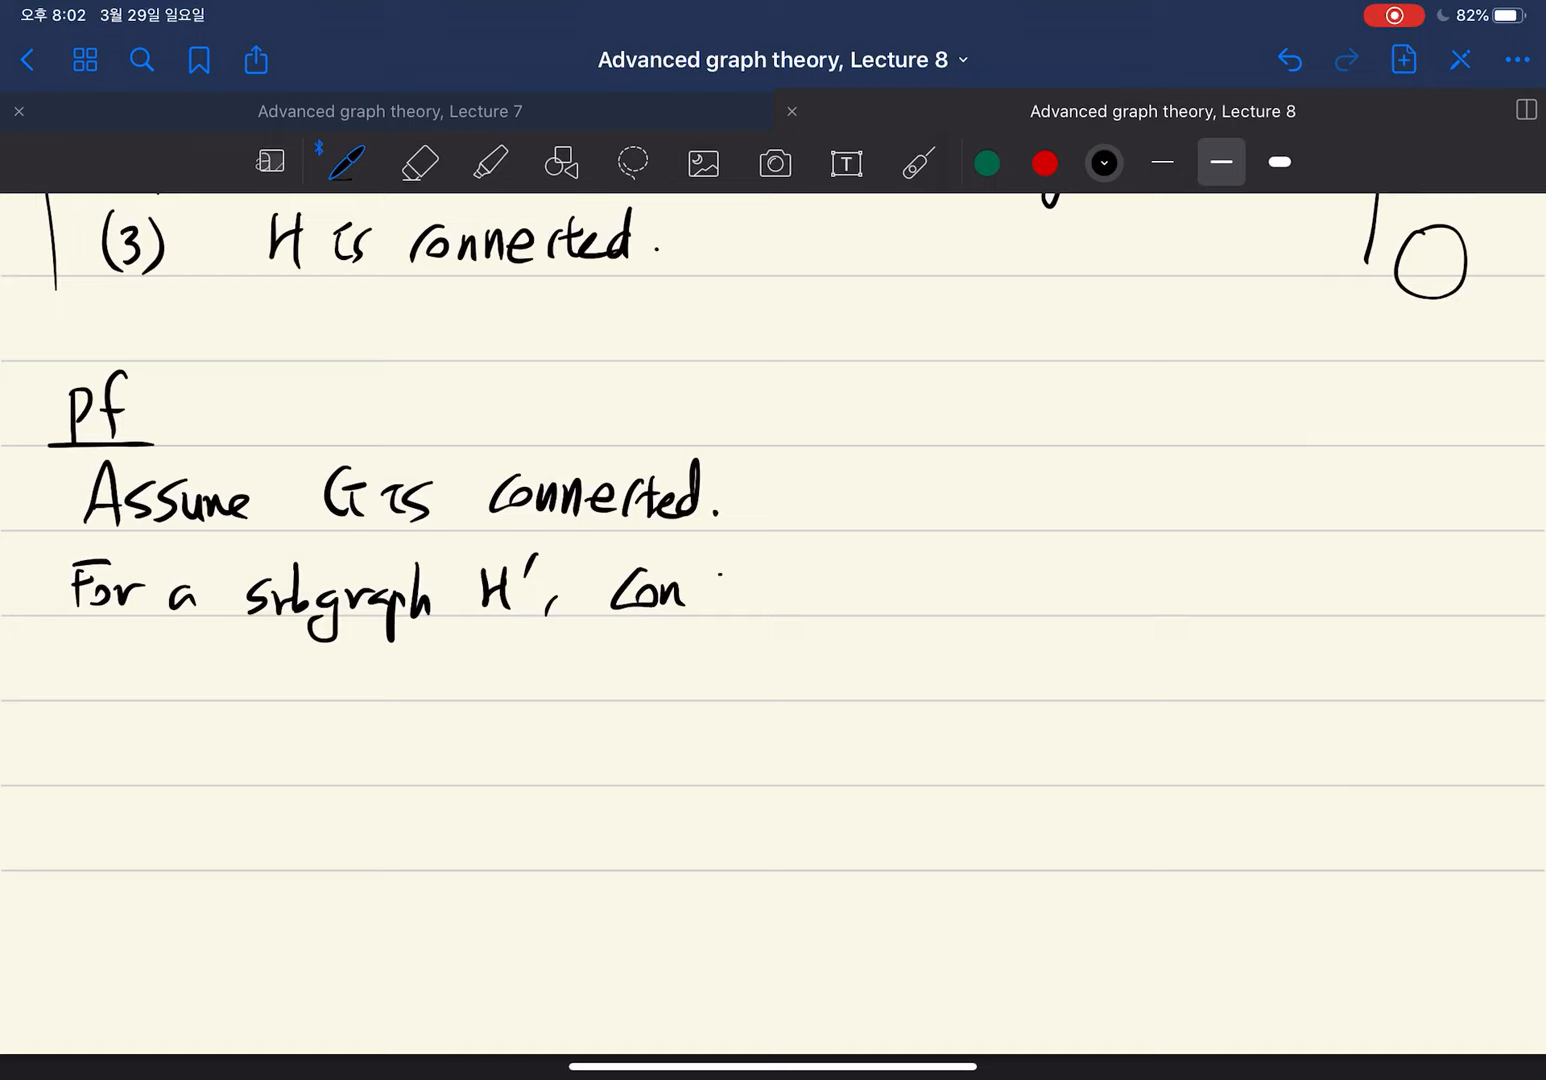 오후 8:02 3월 29일 일요일
82%
Advanced graph theory, Lecture 8
Advanced graph theory, Lecture 7
Advanced graph theory, Lecture 8
(3) H is connected.
pf
Assume G is connected.
For a subgraph H', con